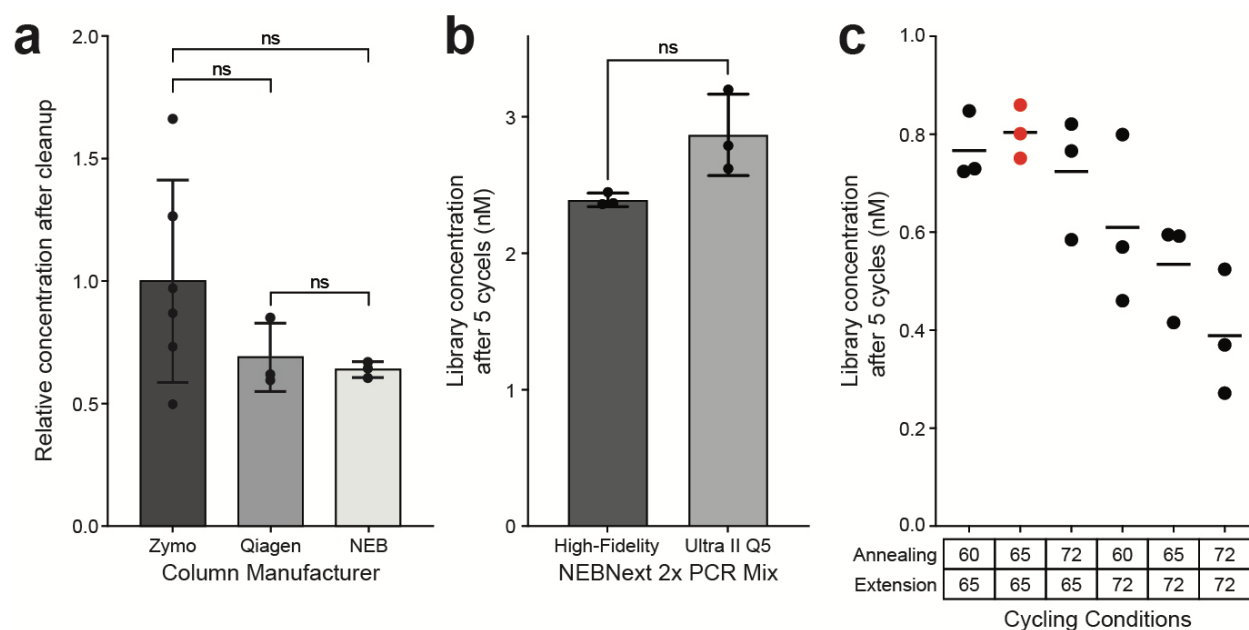 a
2.0
1.5
1.0
0.5
0.0
Relative concentration after cleanup
ns
ns
ns
Zymo Qiagen NEB
Column Manufacturer
b
3
2
1
0
Library concentration
after 5 cycels (nM)
ns
High-Fidelity Ultra II Q5
NEBNext 2x PCR Mix
c
1.0
0.8
0.6
0.4
0.2
0.0
Library concentration
after 5 cycles (nM)
Annealing 60 65 72 60 65 72
Extension 65 65 65 72 72 72
Cycling Conditions